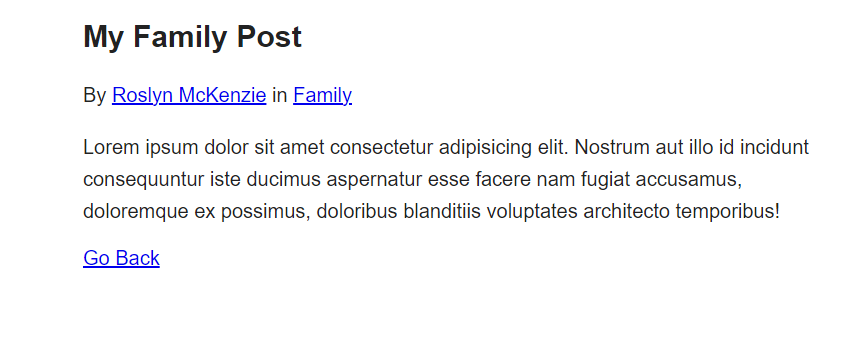 My Family Post
By Roslyn McKenzie in Family
Lorem ipsum dolor sit amet consectetur adipisicing elit. Nostrum aut illo id incidunt
consequuntur iste ducimus aspernatur esse facere nam fugiat accusamus,
doloremque ex possimus, doloribus blanditiis voluptates architecto temporibus!
Go Back